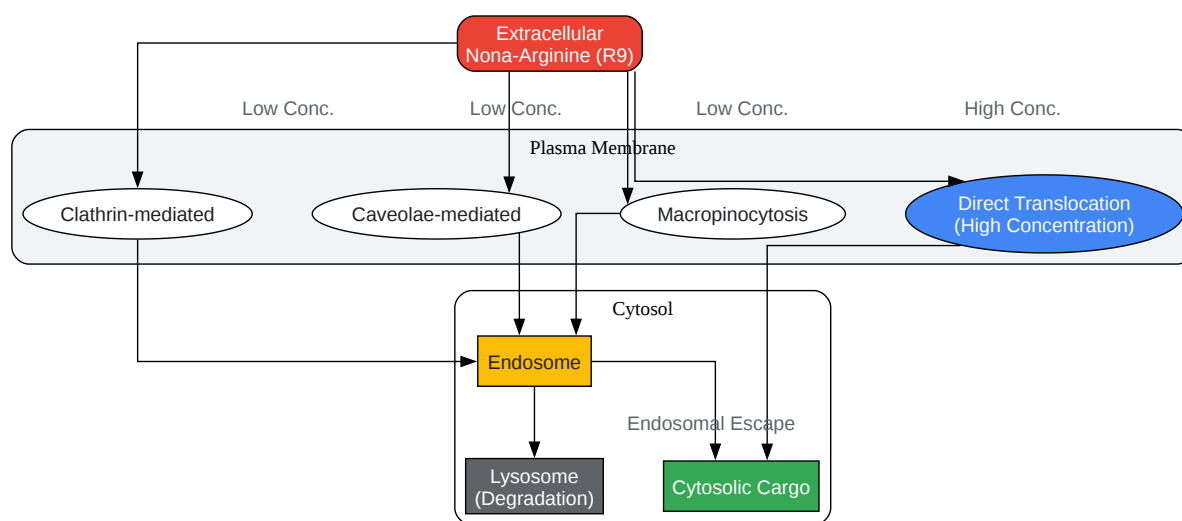 Extracellular
Nona-Arginine (R9)
Low Conc.
Low Conc.
Low Conc.
High Conc.
Plasma Membrane
Clathrin-mediated
Caveolae-mediated
Macropinocytosis
Direct Translocation
(High Concentration)
Cytosol
Endosome
Endosomal Escape
Lysosome
(Degradation)
Cytosolic Cargo